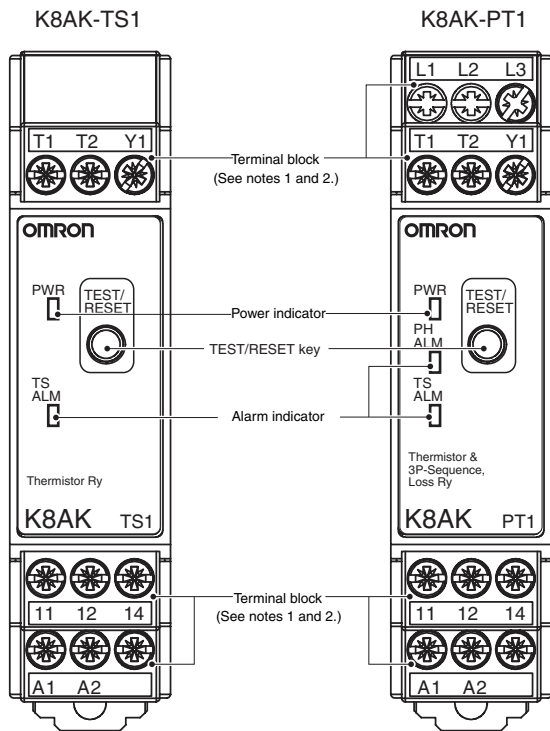 K8AK-TS1
K8AK-PT1
L1 L2 L3
T1 T2 Y1
Terminal block
(See notes 1 and 2.)
T1 T2 Y1
OMRON
OMRON
PWR
TEST/
RESET
Power indicator
PWR
TEST/
RESET
PH
ALM
TEST/RESET key
TS
ALM
Alarm indicator
TS
ALM
Thermistor Ry
Thermistor &
3P-Sequence,
Loss Ry
K8AK TS1
K8AK PT1
11 12 14
Terminal block
(See notes 1 and 2.)
11 12 14
A1 A2
A1 A2